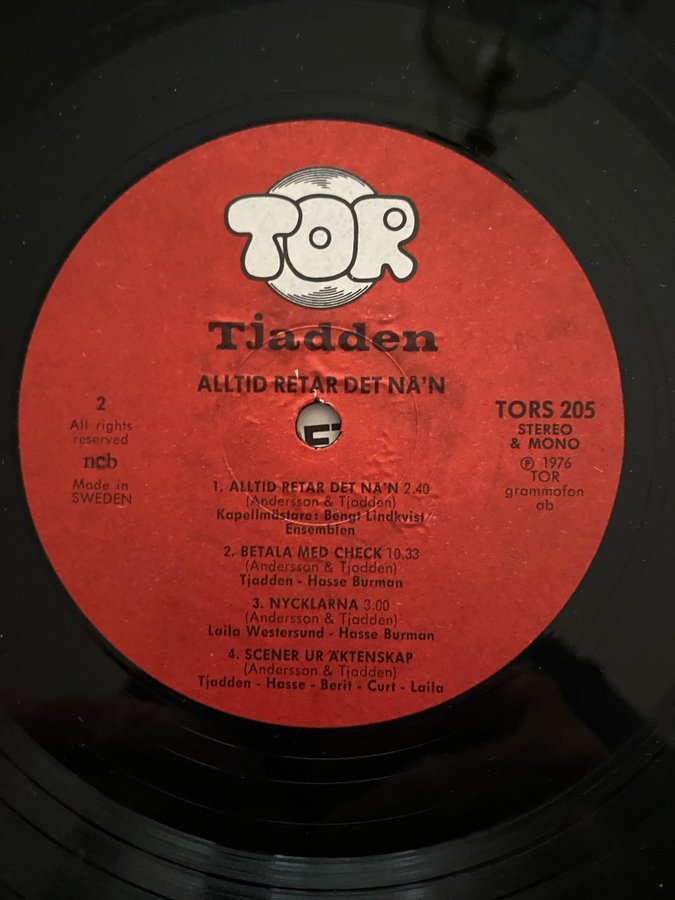 TOR
Tjadden
ALLTID RETAR DET NÅ'N
2
All rights
reserved
ncb
Made in
SWEDEN
TORS 205
STEREO
& MONO
Ⓟ 1976
TOR
grammofon
ab
1. ALLTID RETAR DET NÅ'N 2.40
(Andersson & Tjadden)
Kapellmästare: Bengt Lindkvist/
Ensemblen
2. BETALA MED CHECK 10.33
(Andersson & Tjadden)
Tjadden - Hasse Burman
3. NYCKLARNA 3.00
(Andersson & Tjadden)
Laila Westersund - Hasse Burman
4. SCENER UR ÄKTENSKAP
(Andersson & Tjadden)
Tjadden - Hasse - Berit - Curt - Laila